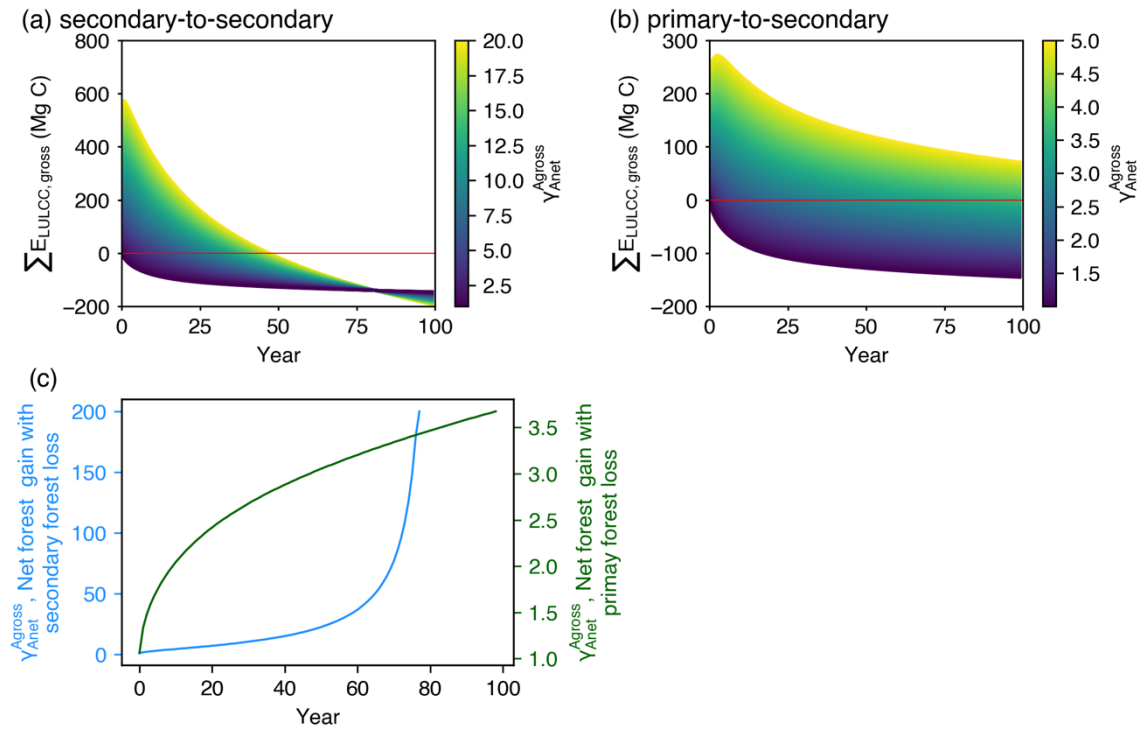 (a) secondary-to-secondary
800
600
400
200
0
−200
∑E_LULCC, gross (Mg C)
0 25 50 75 100
Year
20.0
17.5
15.0
12.5
10.0
7.5
5.0
2.5
γ^Agross_Anet
(b) primary-to-secondary
300
200
100
0
−100
−200
∑E_LULCC, gross (Mg C)
0 25 50 75 100
Year
5.0
4.5
4.0
3.5
3.0
2.5
2.0
1.5
γ^Agross_Anet
(c)
γ^Agross_Anet, Net forest gain with
secondary forest loss
200
150
100
50
0
0 20 40 60 80 100
Year
3.5
3.0
2.5
2.0
1.5
1.0
γ^Agross_Anet, Net forest gain with
primay forest loss